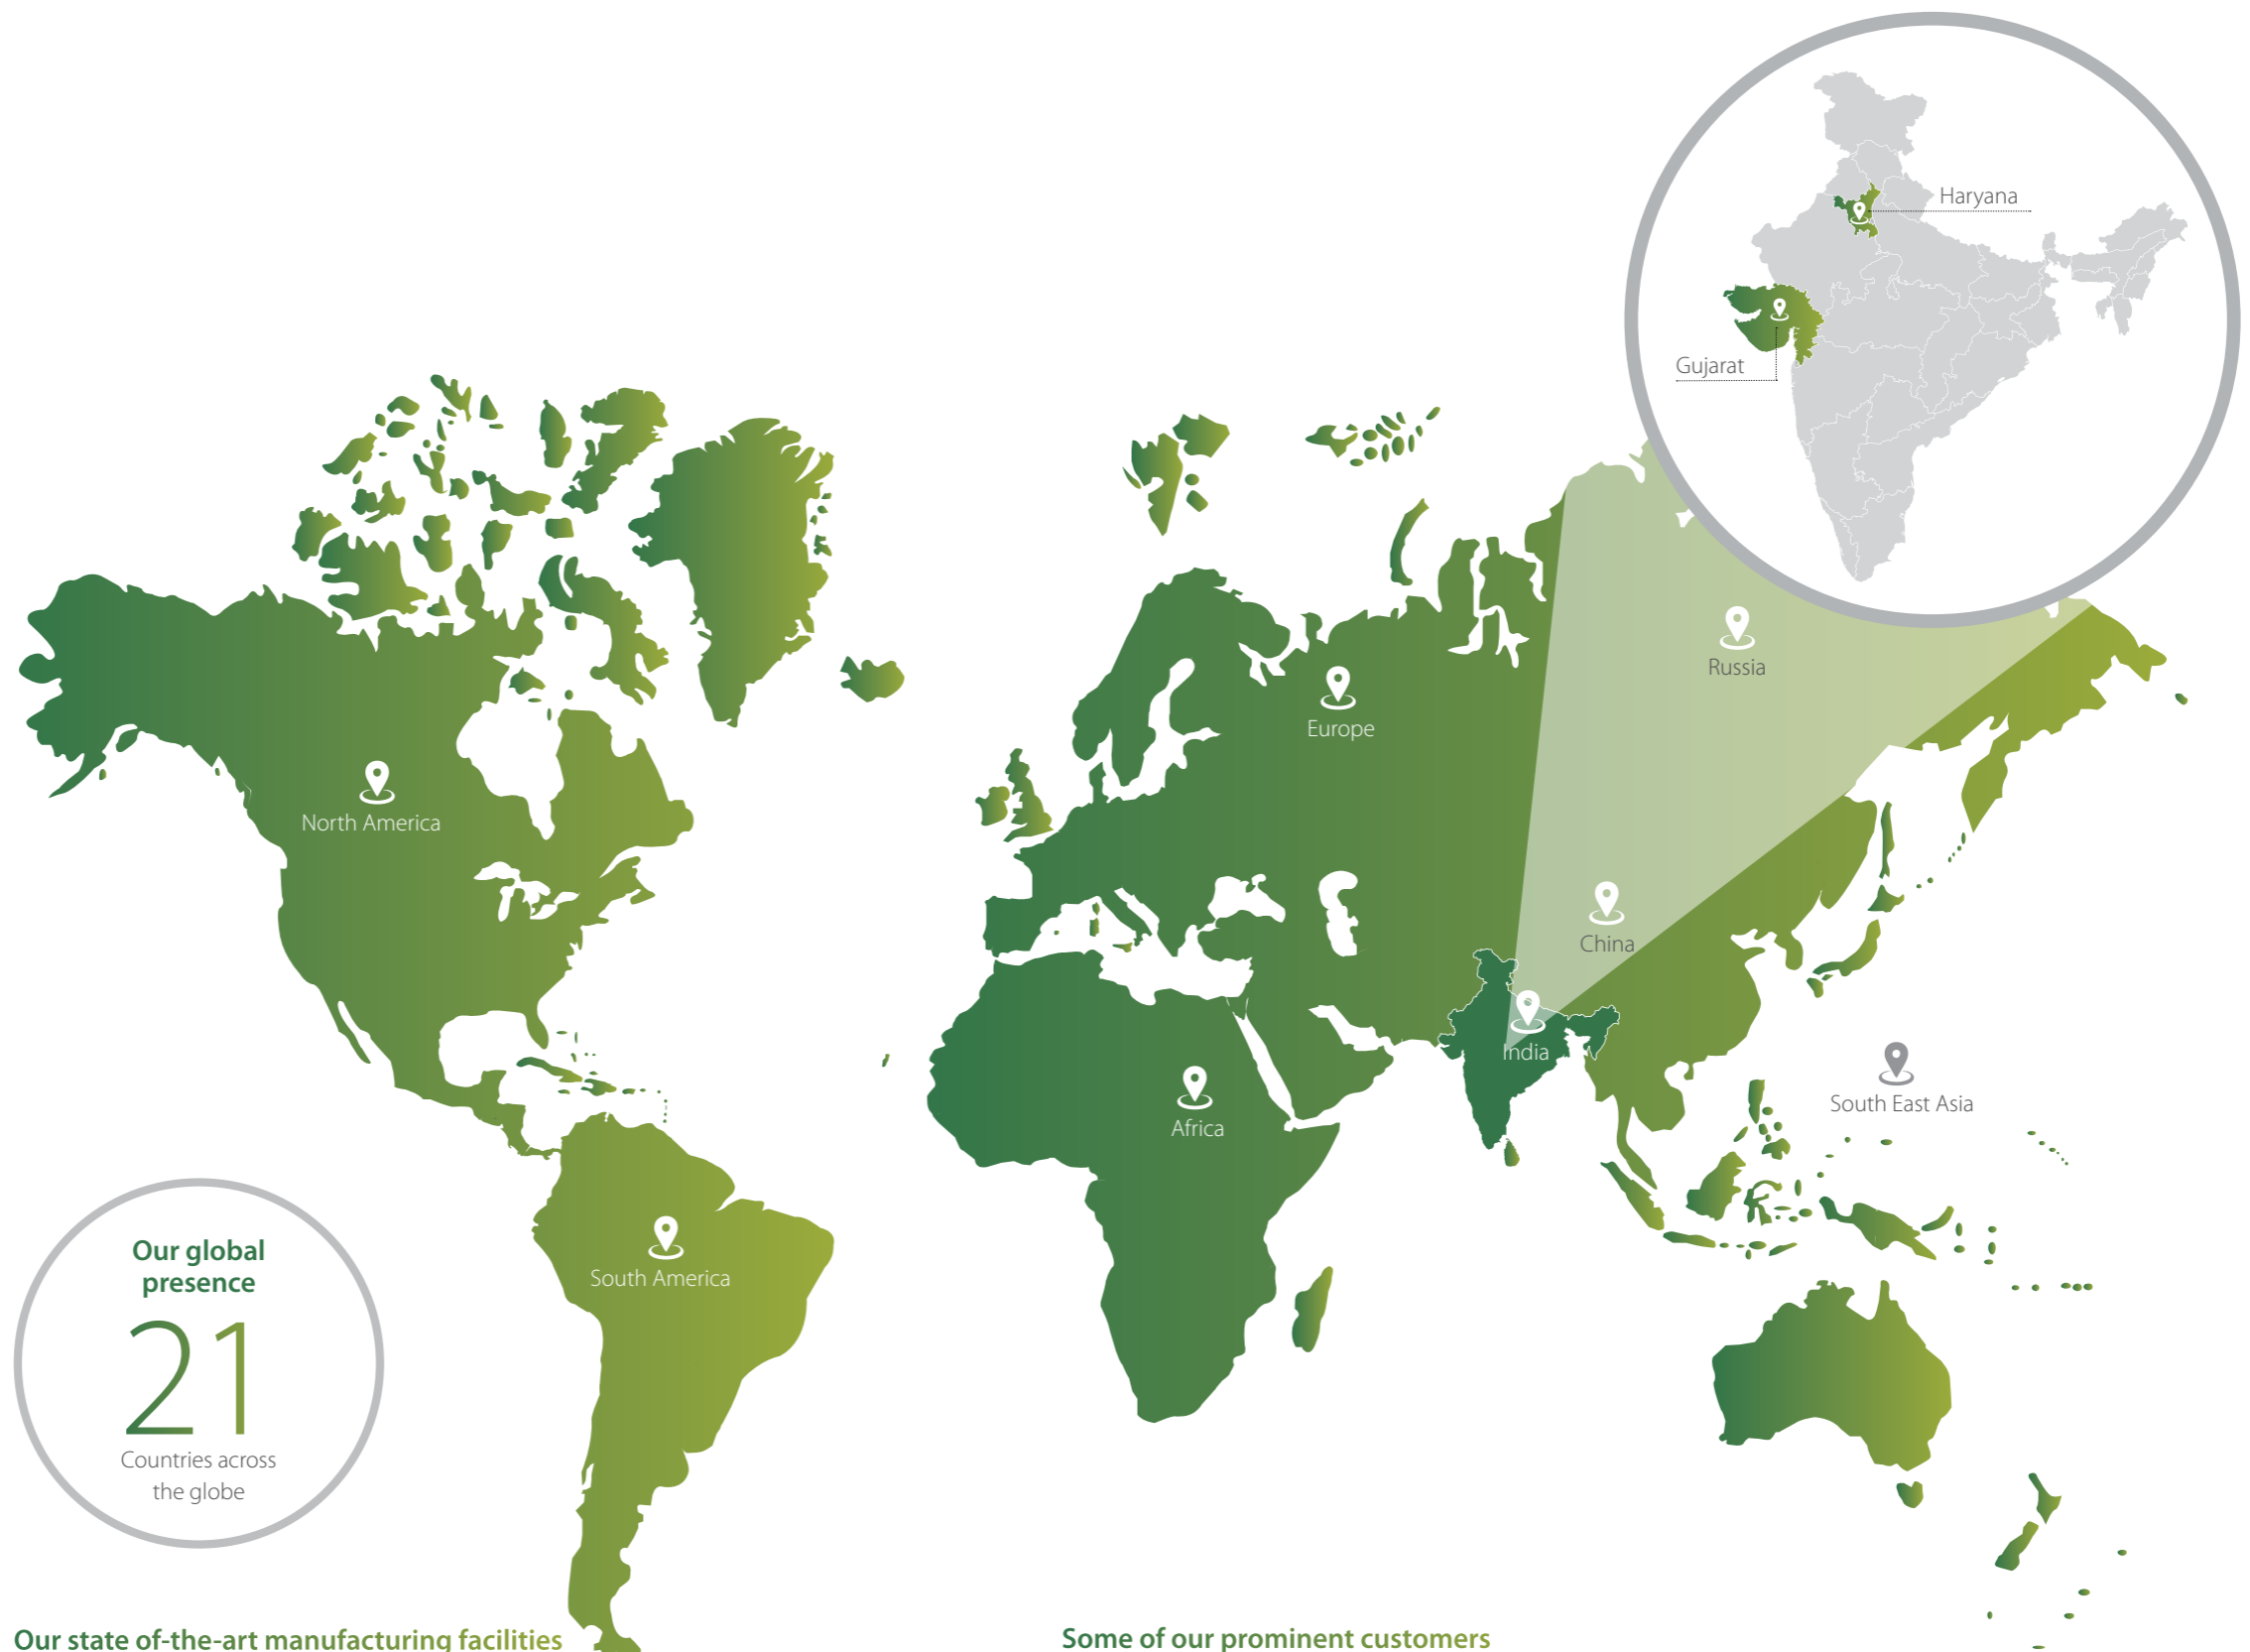 Haryana
Gujarat
Russia
Europe
North America
China
India
South East Asia
Africa
South America
Our global
presence
21
Countries across
the globe
Our state of-the-art manufacturing facilities
Some of our prominent customers